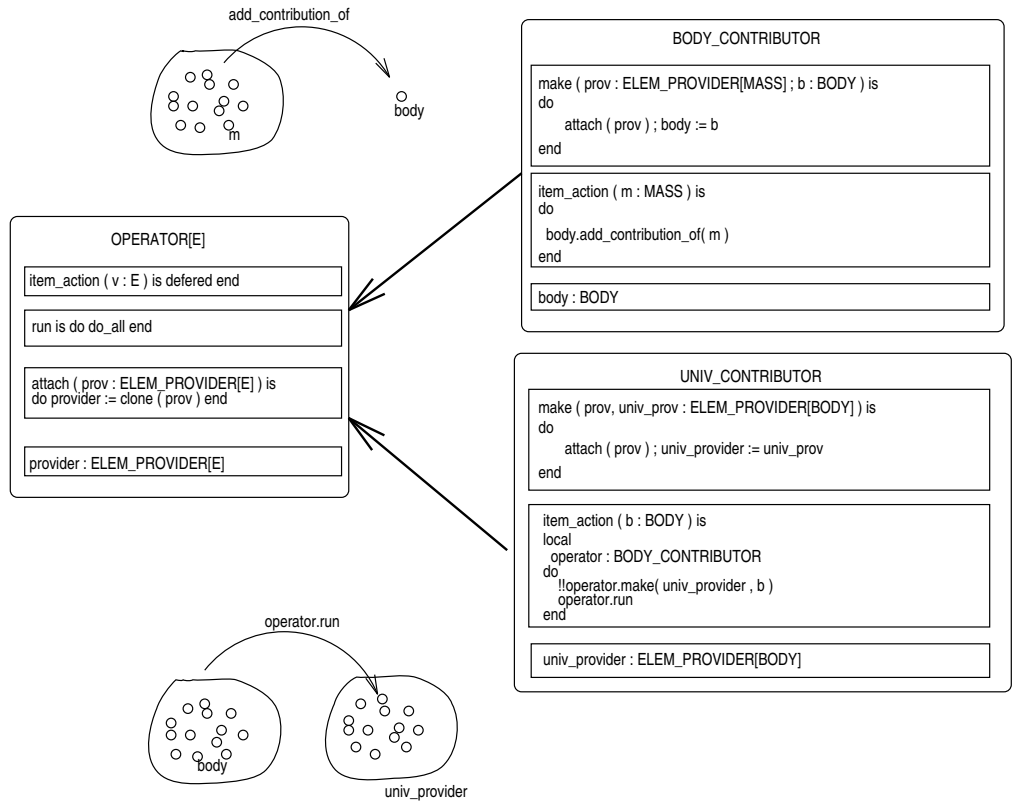 add_contribution_of
m
body
OPERATOR[E]
item_action ( v : E ) is defered end
run is do do_all end
attach ( prov : ELEM_PROVIDER[E] ) is
do provider := clone ( prov ) end
provider : ELEM_PROVIDER[E]
BODY_CONTRIBUTOR
make ( prov : ELEM_PROVIDER[MASS] ; b : BODY ) is
do
attach ( prov ) ; body := b
end
item_action ( m : MASS ) is
do
body.add_contribution_of( m )
end
body : BODY
UNIV_CONTRIBUTOR
make ( prov, univ_prov : ELEM_PROVIDER[BODY] ) is
do
attach ( prov ) ; univ_provider := univ_prov
end
item_action ( b : BODY ) is
local
operator : BODY_CONTRIBUTOR
do
!!operator.make( univ_provider , b )
operator.run
end
univ_provider : ELEM_PROVIDER[BODY]
operator.run
body
univ_provider